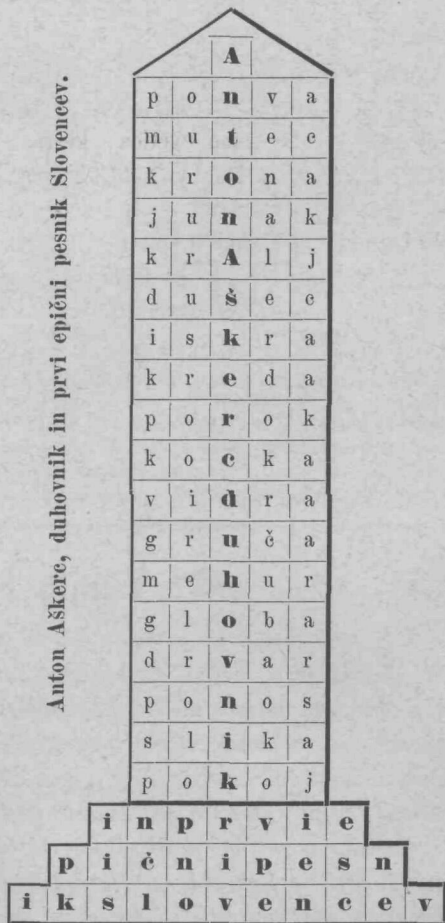 Anton Aškerc, duhovnik in prvi epični pesnik Slovencev.
A
p o n v a
m u t e c
k r o n a
j u n a k
k r A l j
d u š e c
i s k r a
k r e d a
p o r o k
k o c k a
v i d r a
g r u č a
m e h u r
g l o b a
d r v a r
p o n o s
s l i k a
p o k o j
i n p r v i e
p i č n i p e s n
i k s l o v e n c e v